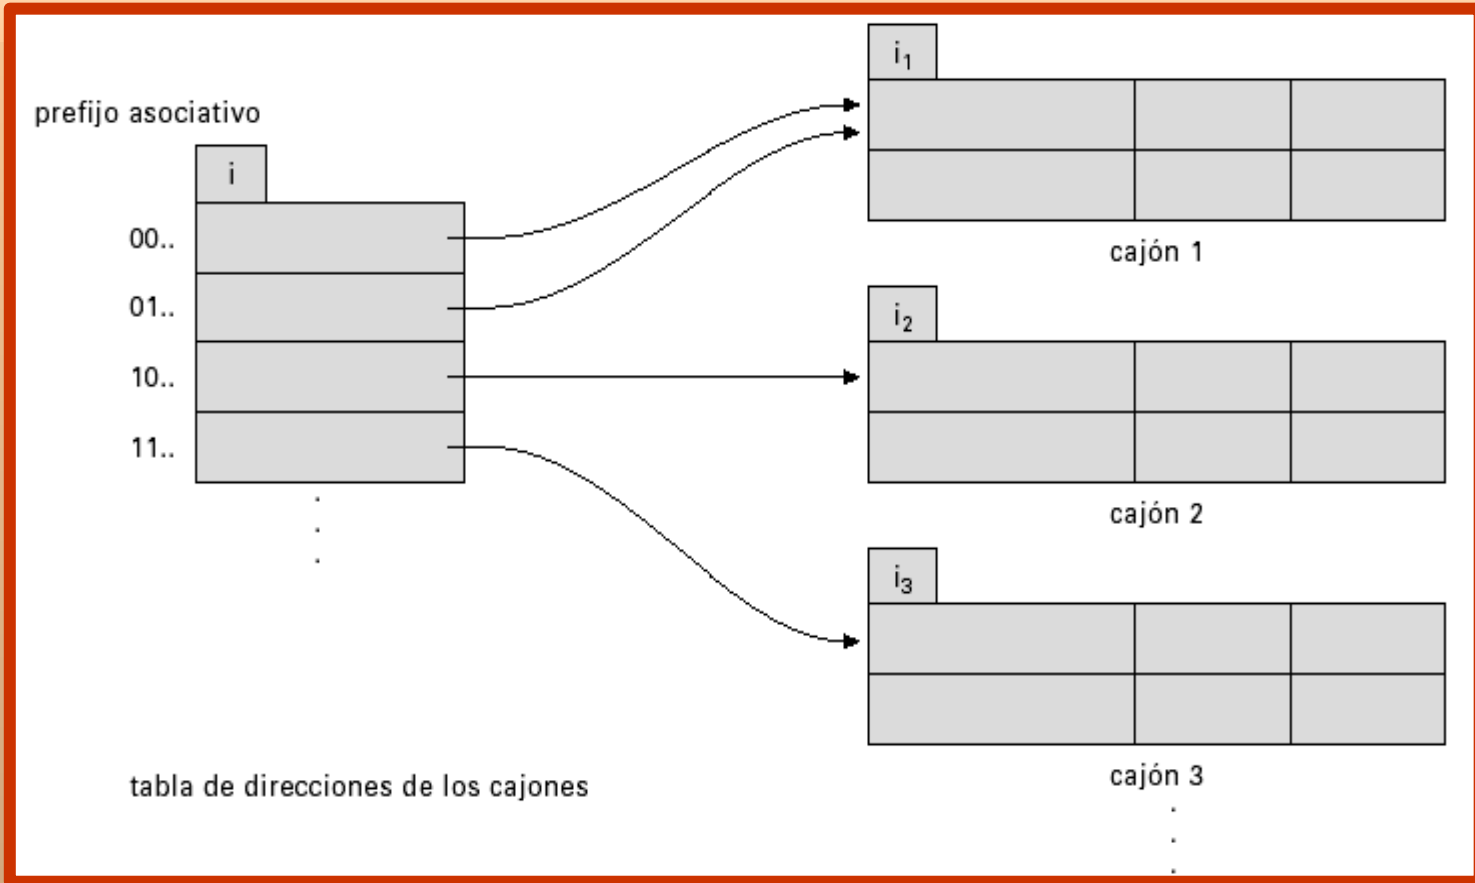 prefijo asociativo
i
00..
01..
10..
11..
.
.
.
tabla de direcciones de los cajones
i₁
cajón 1
i₂
cajón 2
i₃
cajón 3
.
.
.